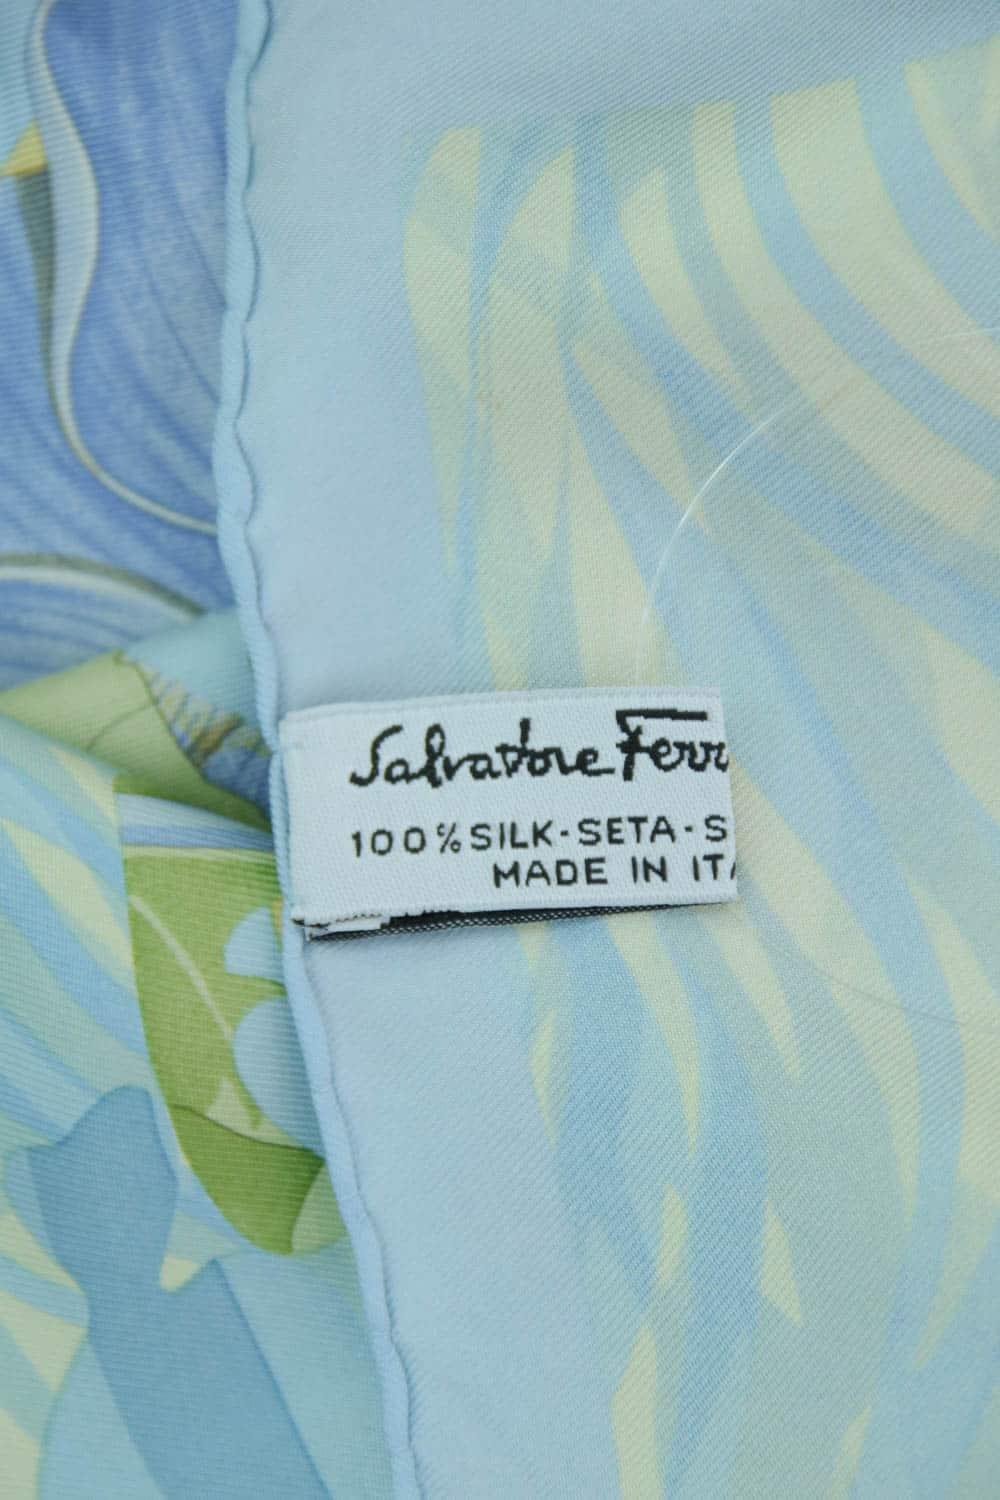 Salvatore Ferr
100% SILK-SETA-S
MADE IN ITA